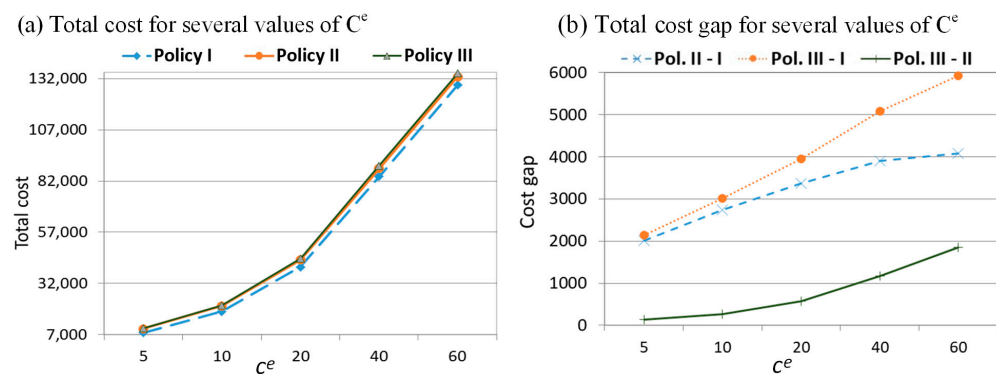 (a) Total cost for several values of Cᵉ
Policy I Policy II Policy III
132,000
107,000
82,000
57,000
32,000
7,000
Total cost
5 10 20 40 60
Cᵉ
(b) Total cost gap for several values of Cᵉ
Pol. II - I Pol. III - I Pol. III - II
6000
5000
4000
3000
2000
1000
0
Cost gap
5 10 20 40 60
Cᵉ